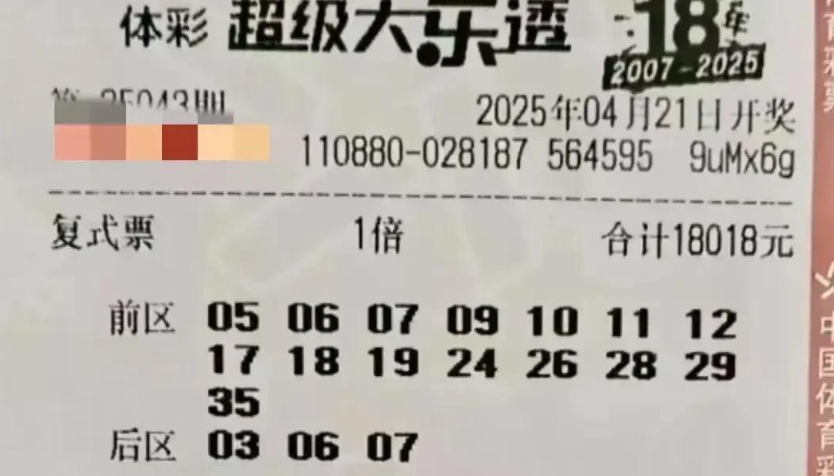 体彩 超级大乐透 18年
2007-2025
第25043期
2025年04月21日开奖
110880-028187 564595 9uMx6g
复式票 1倍 合计18018元
前区 05 06 07 09 10 11 12
17 18 19 24 26 28 29
35
后区 03 06 07
中国体育彩